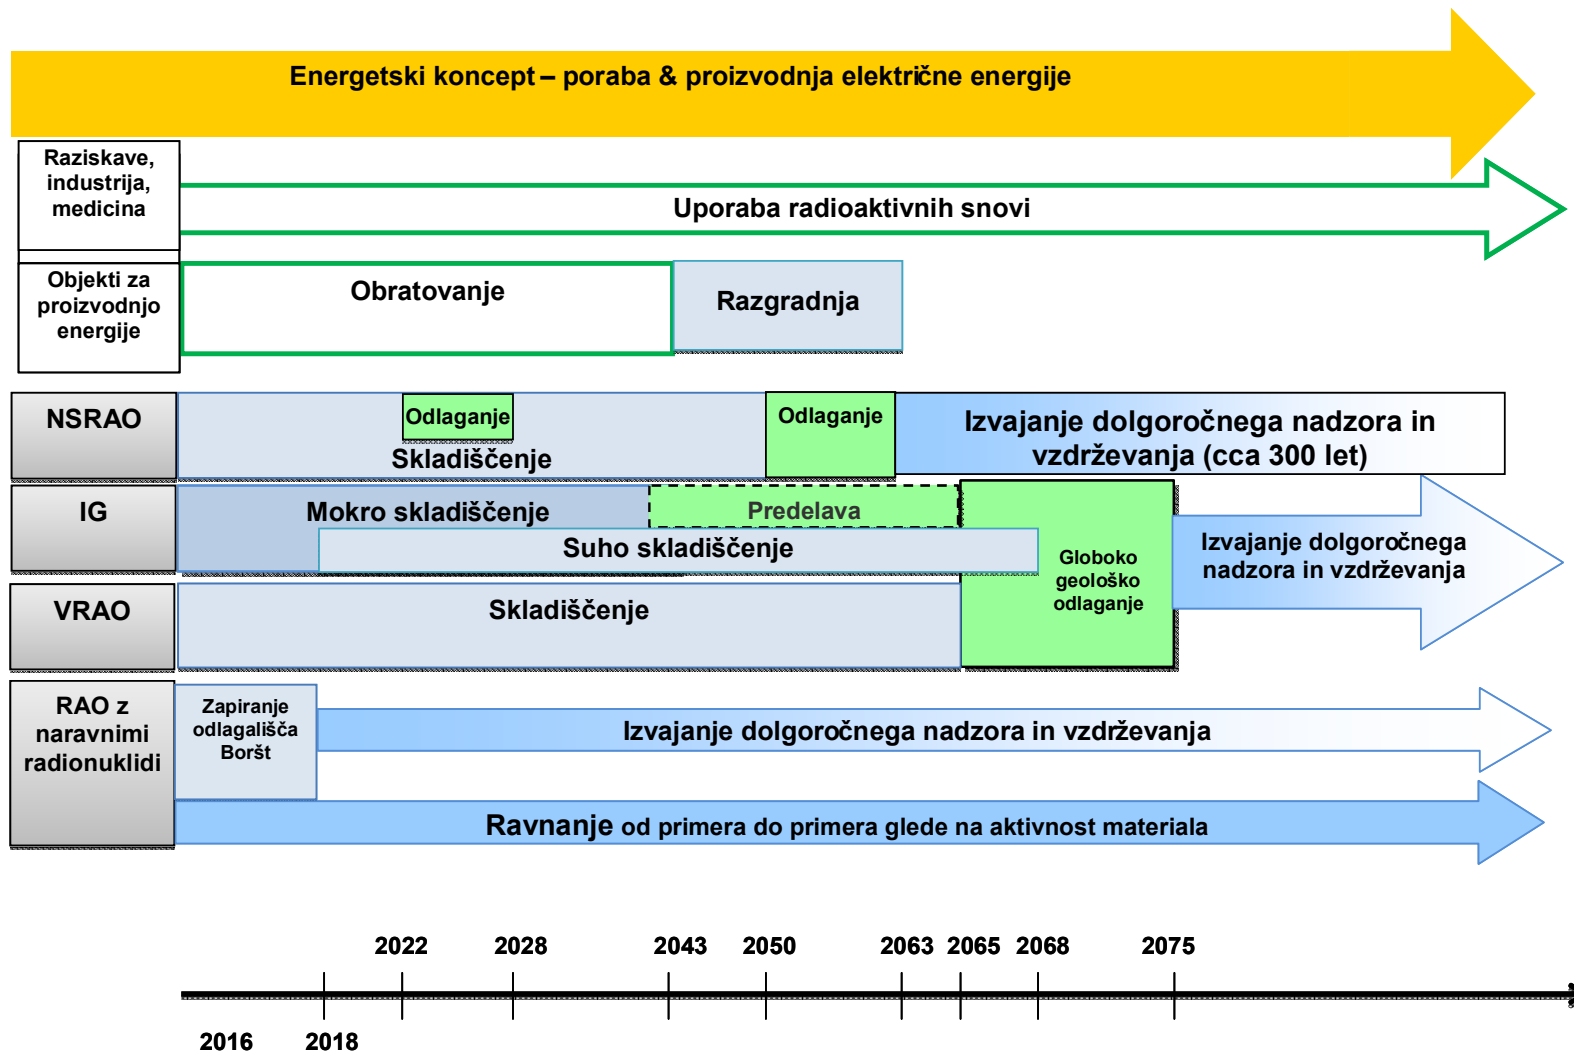 Energetski koncept – poraba & proizvodnja električne energije
Raziskave,
industrija,
medicina
Uporaba radioaktivnih snovi
Objekti za
proizvodnjo
energije
Obratovanje
Razgradnja
NSRAO
Odlaganje
Skladiščenje
Odlaganje
Izvajanje dolgoročnega nadzora in
vzdrževanja (cca 300 let)
IG
Mokro skladiščenje
Predelava
Suho skladiščenje
Globoko
geološko
odlaganje
Izvajanje dolgoročnega
nadzora in vzdrževanja
VRAO
Skladiščenje
RAO z
naravnimi
radionuklidi
Zapiranje
odlagališča
Boršt
Izvajanje dolgoročnega nadzora in vzdrževanja
Ravnanje od primera do primera glede na aktivnost materiala
2022 2028 2043 2050 2063 2065 2068 2075
2016 2018